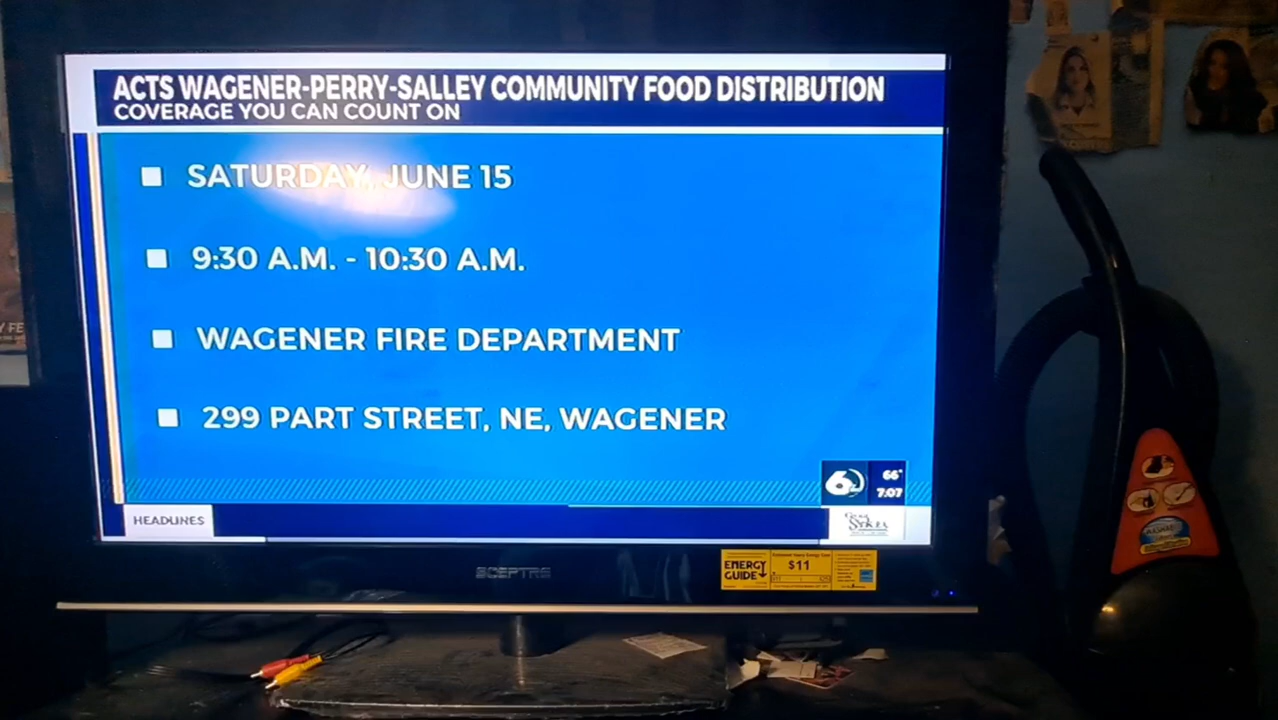 ACTS WAGENER-PERRY-SALLEY COMMUNITY FOOD DISTRIBUTION
COVERAGE YOU CAN COUNT ON
SATURDAY, JUNE 15
9:30 A.M. - 10:30 A.M.
WAGENER FIRE DEPARTMENT
299 PART STREET, NE, WAGENER
6
66°
7:07
HEADLINES
SCEPTRE
ENERGY
GUIDE
$11